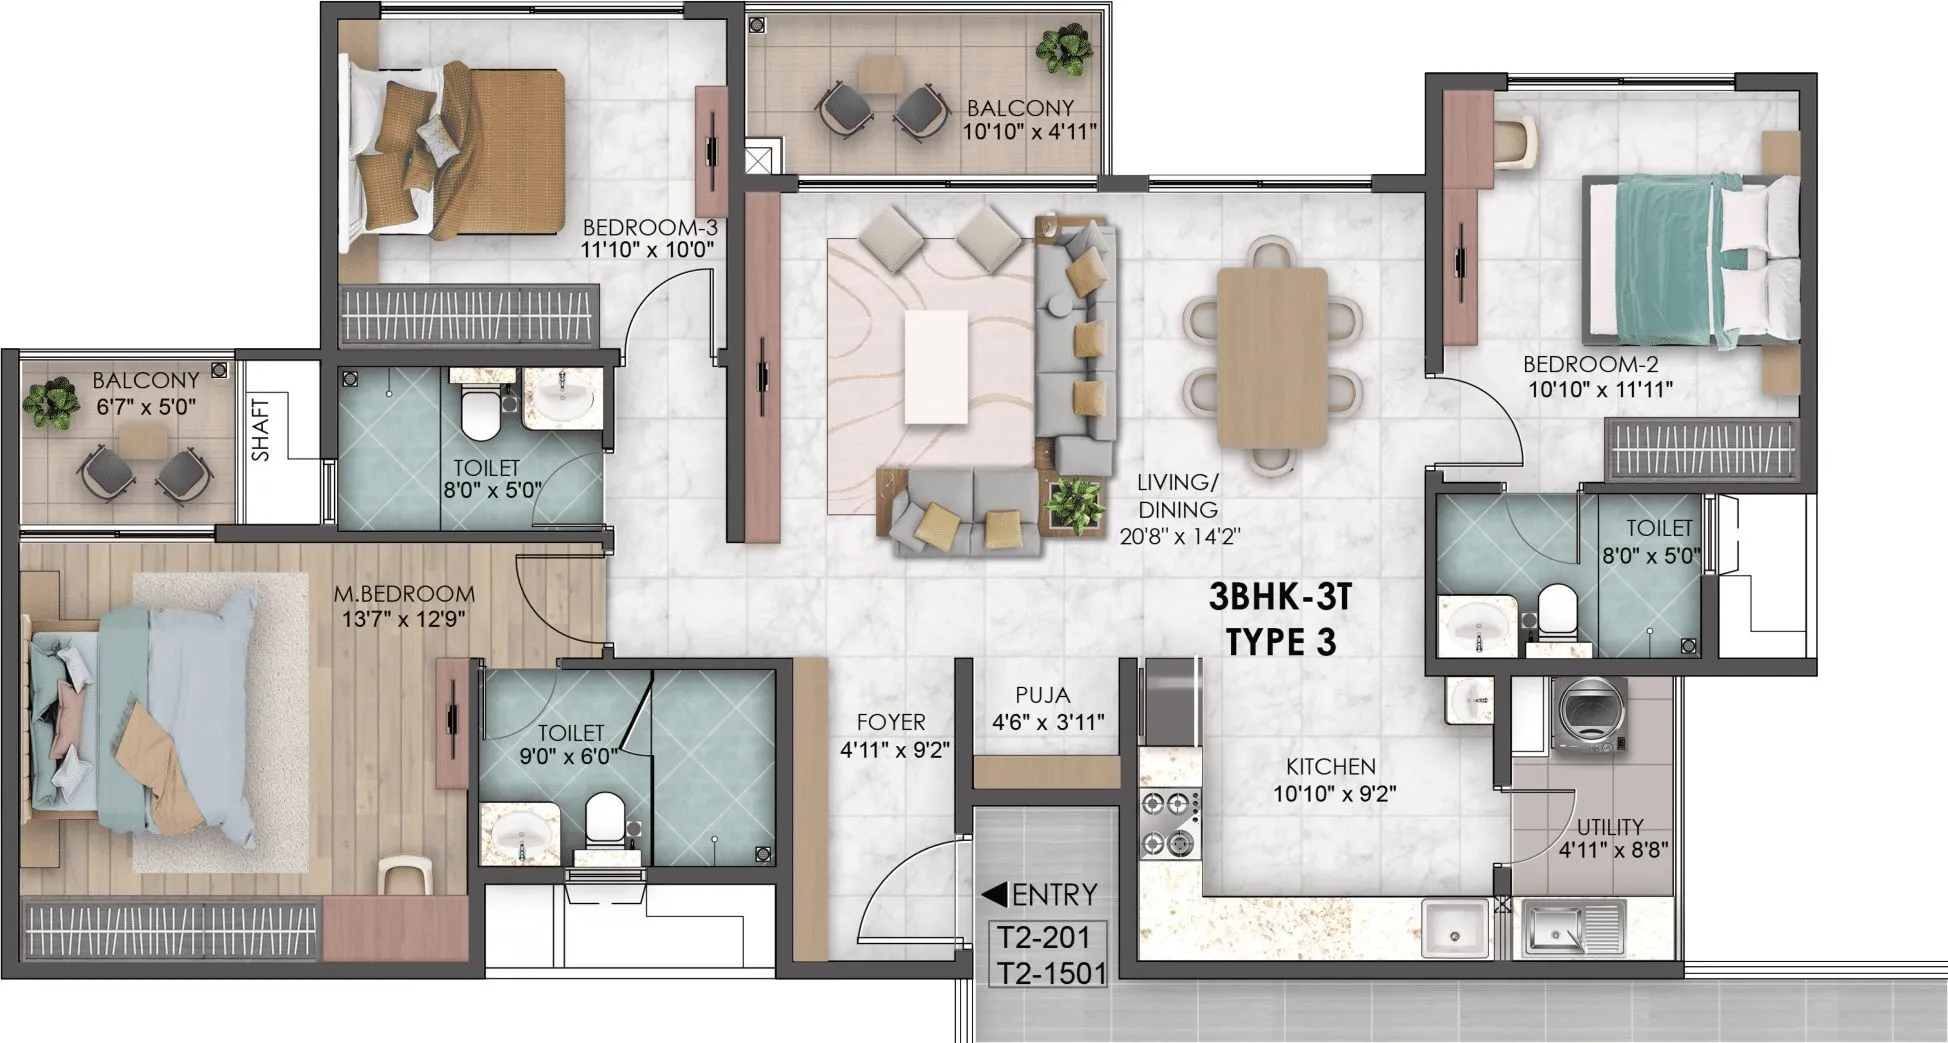 BALCONY
10'10" x 4'11"
BEDROOM-3
11'10" x 10'0"
BEDROOM-2
10'10" x 11'11"
BALCONY
6'7" x 5'0"
SHAFT
TOILET
8'0" x 5'0"
LIVING/
DINING
20'8" x 14'2"
TOILET
8'0" x 5'0"
M.BEDROOM
13'7" x 12'9"
3BHK-3T
TYPE 3
TOILET
9'0" x 6'0"
FOYER
4'11" x 9'2"
PUJA
4'6" x 3'11"
KITCHEN
10'10" x 9'2"
UTILITY
4'11" x 8'8"
ENTRY
T2-201
T2-1501